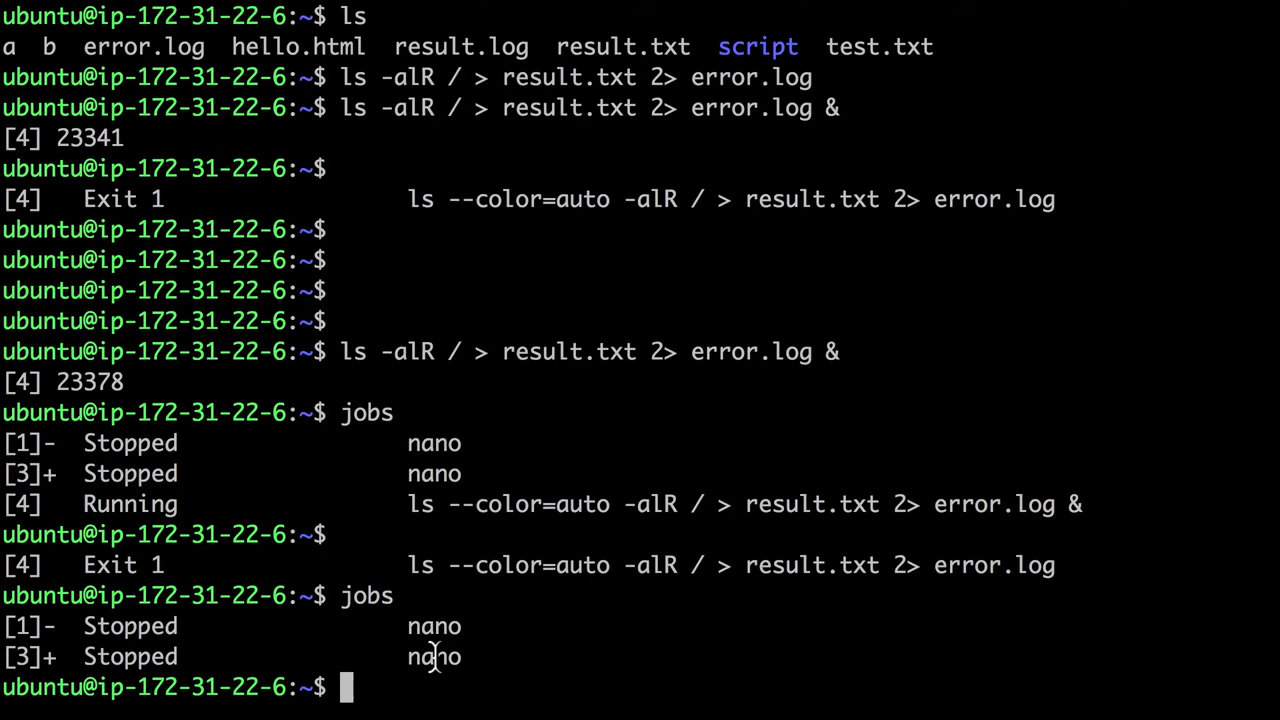 ubuntu@ip-172-31-22-6:~$ ls
a  b  error.log  hello.html  result.log  result.txt  script  test.txt
ubuntu@ip-172-31-22-6:~$ ls -alR / > result.txt 2> error.log
ubuntu@ip-172-31-22-6:~$ ls -alR / > result.txt 2> error.log &
[4] 23341
ubuntu@ip-172-31-22-6:~$
[4]   Exit 1                  ls --color=auto -alR / > result.txt 2> error.log
ubuntu@ip-172-31-22-6:~$
ubuntu@ip-172-31-22-6:~$
ubuntu@ip-172-31-22-6:~$
ubuntu@ip-172-31-22-6:~$
ubuntu@ip-172-31-22-6:~$ ls -alR / > result.txt 2> error.log &
[4] 23378
ubuntu@ip-172-31-22-6:~$ jobs
[1]-  Stopped                 nano
[3]+  Stopped                 nano
[4]   Running                 ls --color=auto -alR / > result.txt 2> error.log &
ubuntu@ip-172-31-22-6:~$
[4]   Exit 1                  ls --color=auto -alR / > result.txt 2> error.log
ubuntu@ip-172-31-22-6:~$ jobs
[1]-  Stopped                 nano
[3]+  Stopped                 nano
ubuntu@ip-172-31-22-6:~$